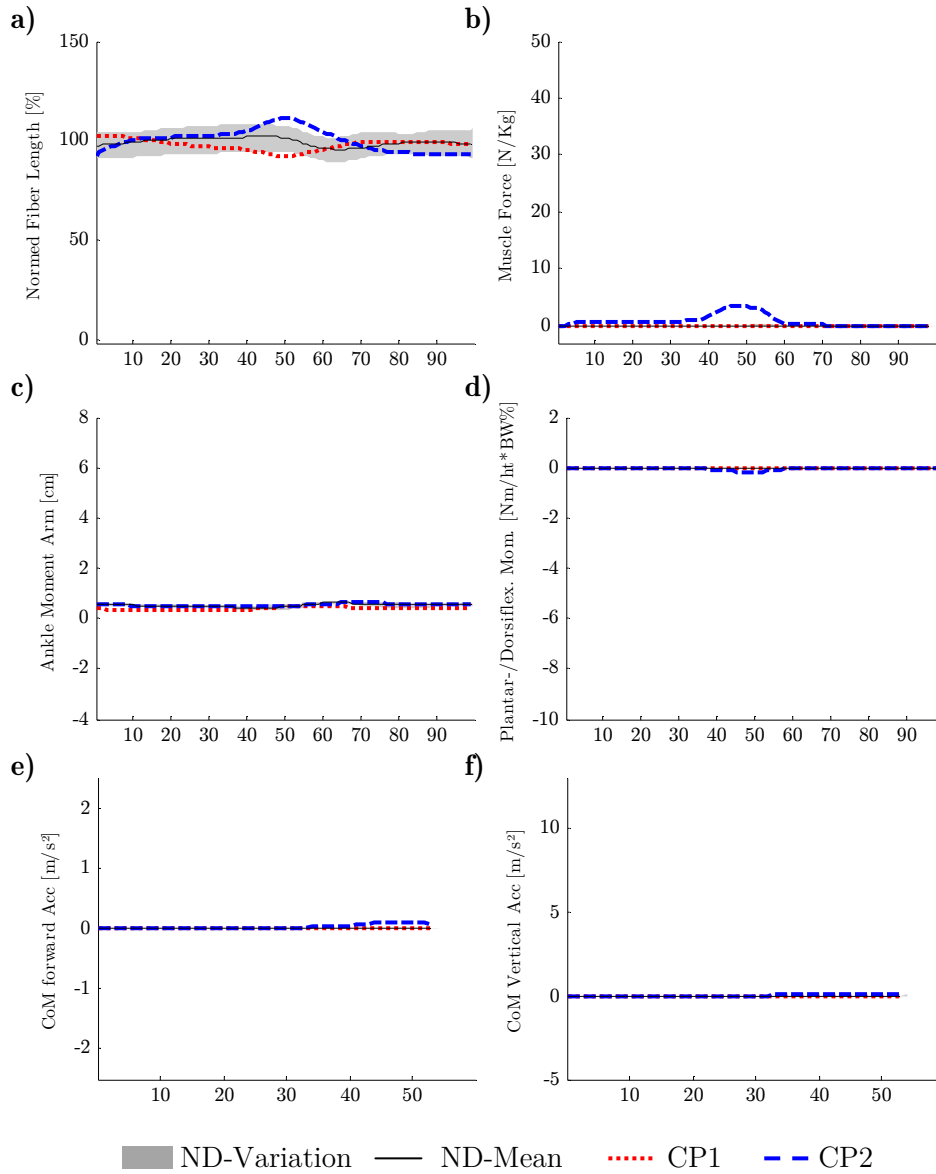 a)
Normed Fiber Length [%]
150
100
50
0
10 20 30 40 50 60 70 80 90
b)
Muscle Force [N/Kg]
50
40
30
20
10
0
10 20 30 40 50 60 70 80 90
c)
Ankle Moment Arm [cm]
8
6
4
2
0
-2
-4
10 20 30 40 50 60 70 80 90
d)
Plantar-/Dorsiflex. Mom. [Nm/ht*BW%]
2
0
-2
-4
-6
-8
-10
10 20 30 40 50 60 70 80 90
e)
CoM forward Acc [m/s²]
2
1
0
-1
-2
10 20 30 40 50
f)
CoM Vertical Acc [m/s²]
10
5
0
-5
10 20 30 40 50
ND-Variation ND-Mean CP1 CP2